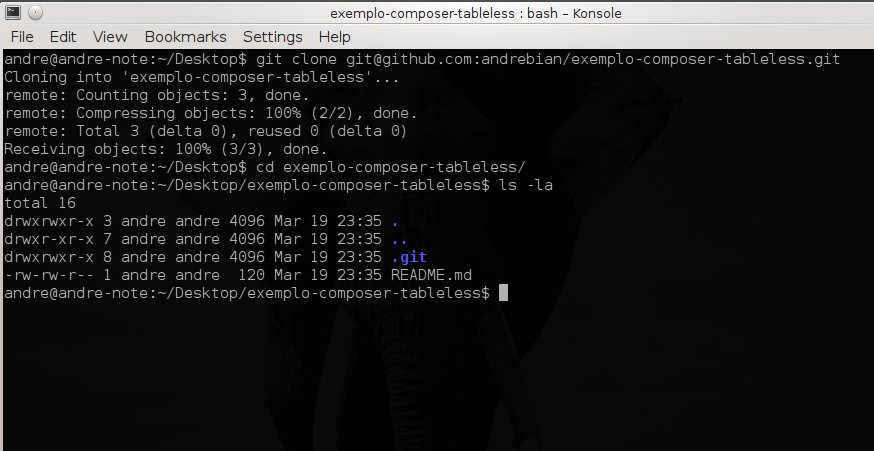 exemplo-composer-tableless : bash – Konsole
File Edit View Bookmarks Settings Help
andre@andre-note:~/Desktop$ git clone git@github.com:andrebian/exemplo-composer-tableless.git
Cloning into 'exemplo-composer-tableless'...
remote: Counting objects: 3, done.
remote: Compressing objects: 100% (2/2), done.
remote: Total 3 (delta 0), reused 0 (delta 0)
Receiving objects: 100% (3/3), done.
andre@andre-note:~/Desktop$ cd exemplo-composer-tableless/
andre@andre-note:~/Desktop/exemplo-composer-tableless$ ls -la
total 16
drwxrwxr-x 3 andre andre 4096 Mar 19 23:35 .
drwxr-xr-x 7 andre andre 4096 Mar 19 23:35 ..
drwxrwxr-x 8 andre andre 4096 Mar 19 23:35 .git
-rw-rw-r-- 1 andre andre  120 Mar 19 23:35 README.md
andre@andre-note:~/Desktop/exemplo-composer-tableless$